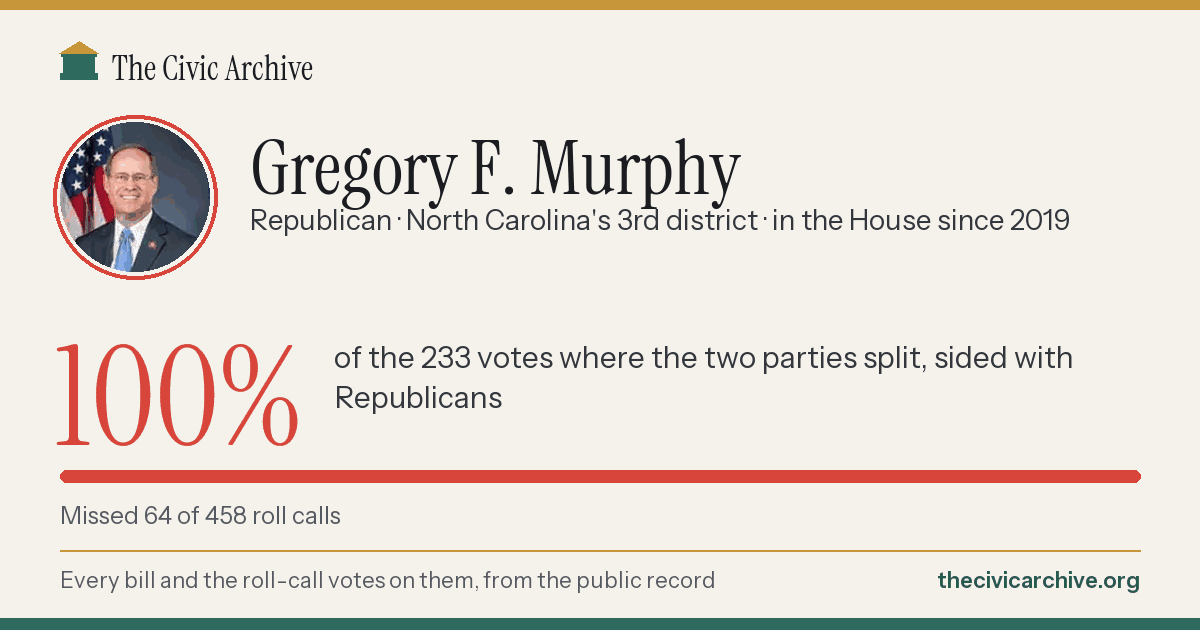 The Civic Archive
Gregory F. Murphy
Republican · North Carolina's 3rd district · in the House since 2019
100%
of the 233 votes where the two parties split, sided with
Republicans
Missed 64 of 458 roll calls
Every bill and the roll-call votes on them, from the public record
thecivicarchive.org